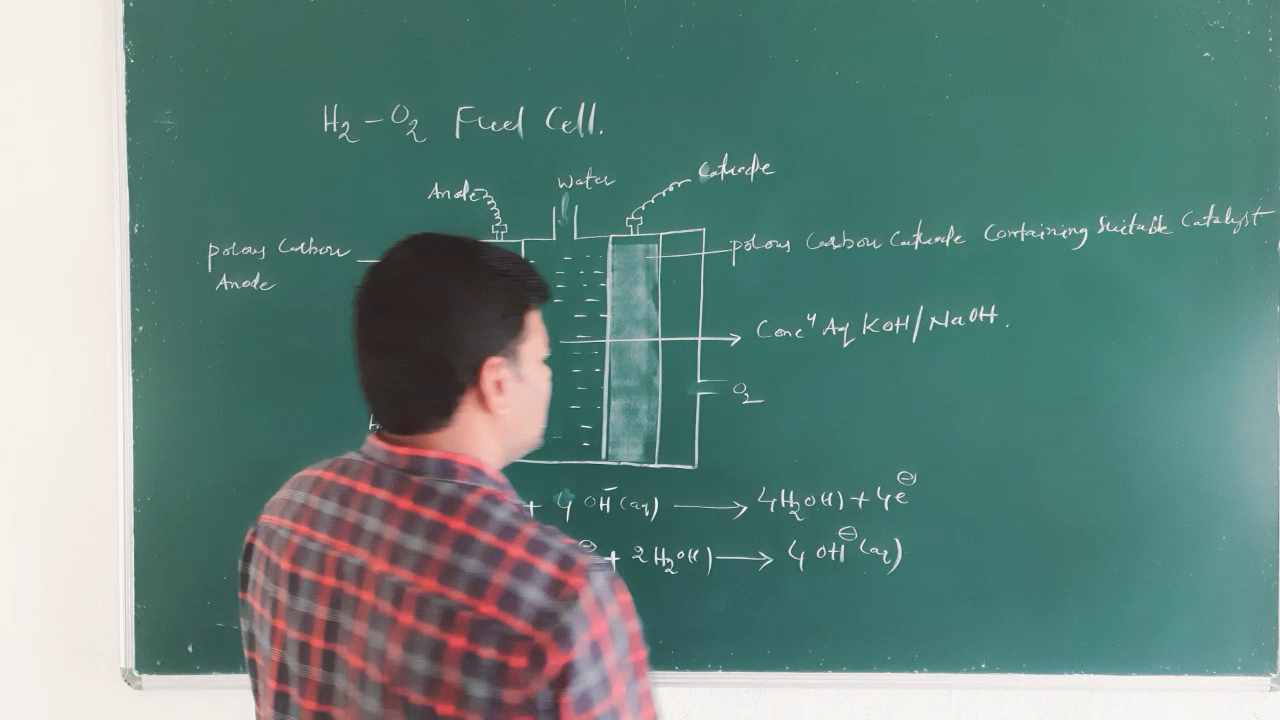 H2 - O2 Fuel Cell.
Anode
Water
Cathode
porous Carbon
Anode
porous Carbon Cathode Containing Suitable Catalyst
Conc4 Aq KOH/NaOH.
O2
+ 4 OH⁻(aq) → 4H2O(l) + 4e⊖
⊖ + 2H2O(l) → 4 OH⊖(aq)